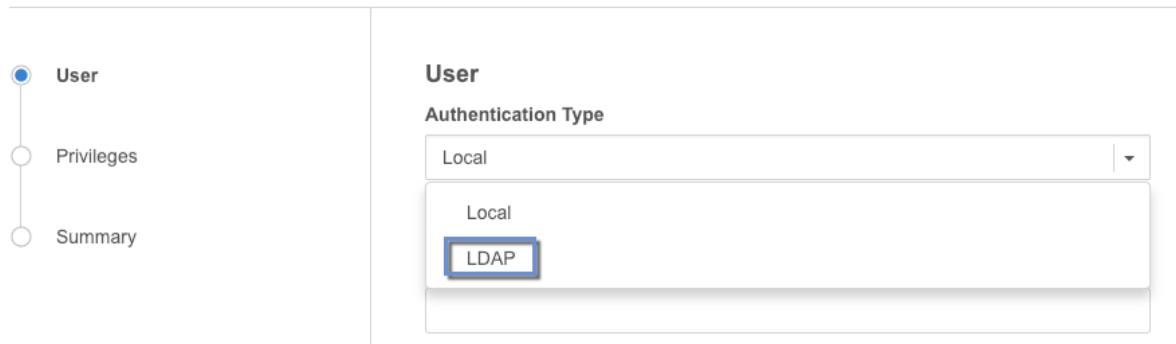 User
Privileges
Summary
User
Authentication Type
Local
Local
LDAP